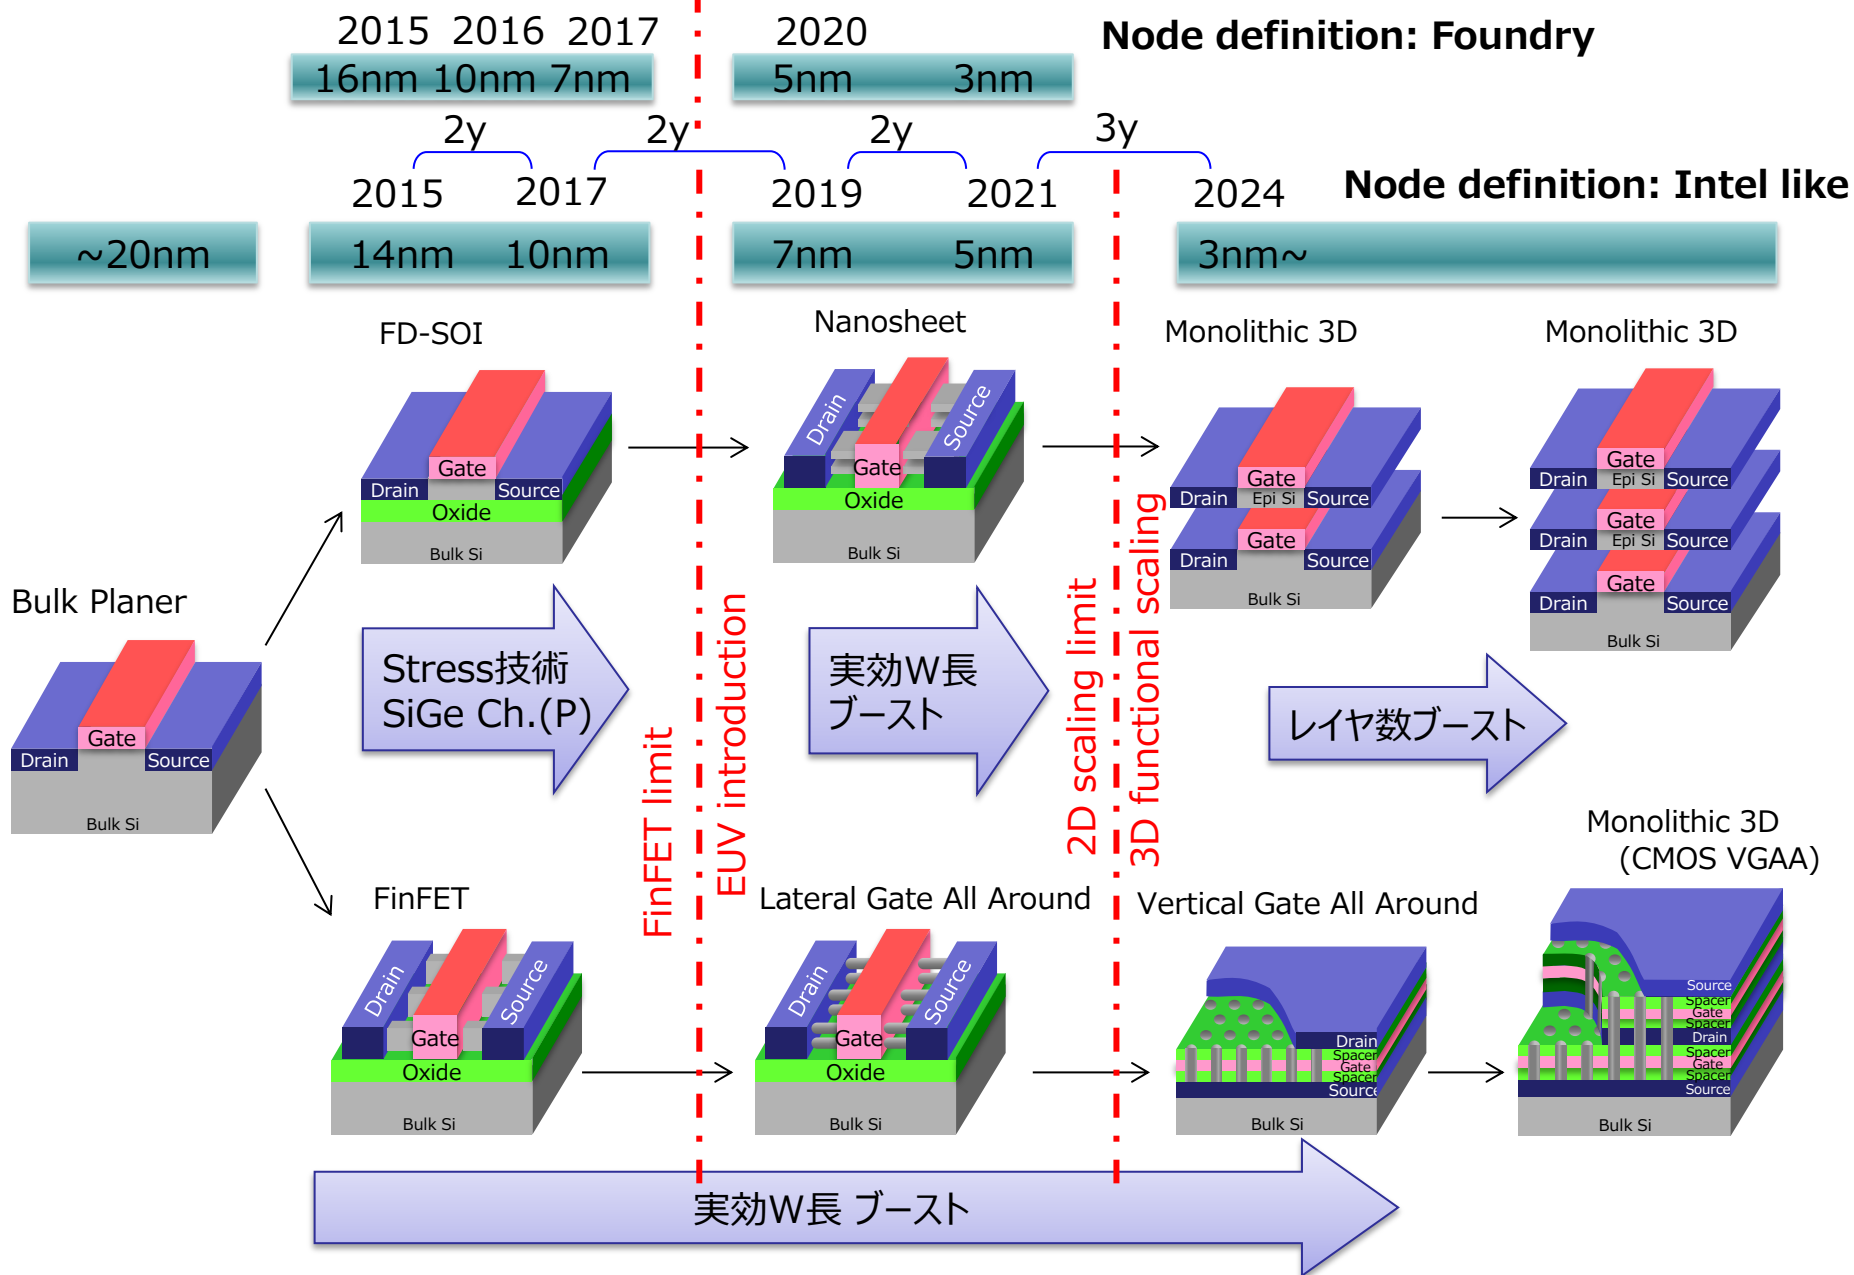 2015 2016 2017
2020
Node definition: Foundry
16nm 10nm 7nm
5nm 3nm
2y
2y
2y
3y
2015
2017
2019
2021
2024
Node definition: Intel like
~20nm
14nm 10nm
7nm 5nm
3nm~
FD-SOI
Nanosheet
Monolithic 3D
Monolithic 3D
Gate
Drain
Source
Oxide
Bulk Si
Drain
Source
Gate
Oxide
Bulk Si
Gate
Drain
Epi Si
Source
Gate
Drain
Source
Bulk Si
Gate
Drain
Epi Si
Source
Gate
Drain
Epi Si
Source
Gate
Drain
Source
Bulk Si
Bulk Planer
Gate
Drain
Source
Bulk Si
Stress技術
SiGe Ch.(P)
FinFET limit
EUV introduction
実効W長
ブースト
2D scaling limit
3D functional scaling
レイヤ数ブースト
FinFET
Lateral Gate All Around
Vertical Gate All Around
Monolithic 3D
(CMOS VGAA)
Drain
Source
Gate
Oxide
Bulk Si
Drain
Source
Gate
Oxide
Bulk Si
Drain
Spacer
Gate
Spacer
Source
Bulk Si
Source
Spacer
Gate
Spacer
Drain
Spacer
Gate
Spacer
Source
Bulk Si
実効W長 ブースト